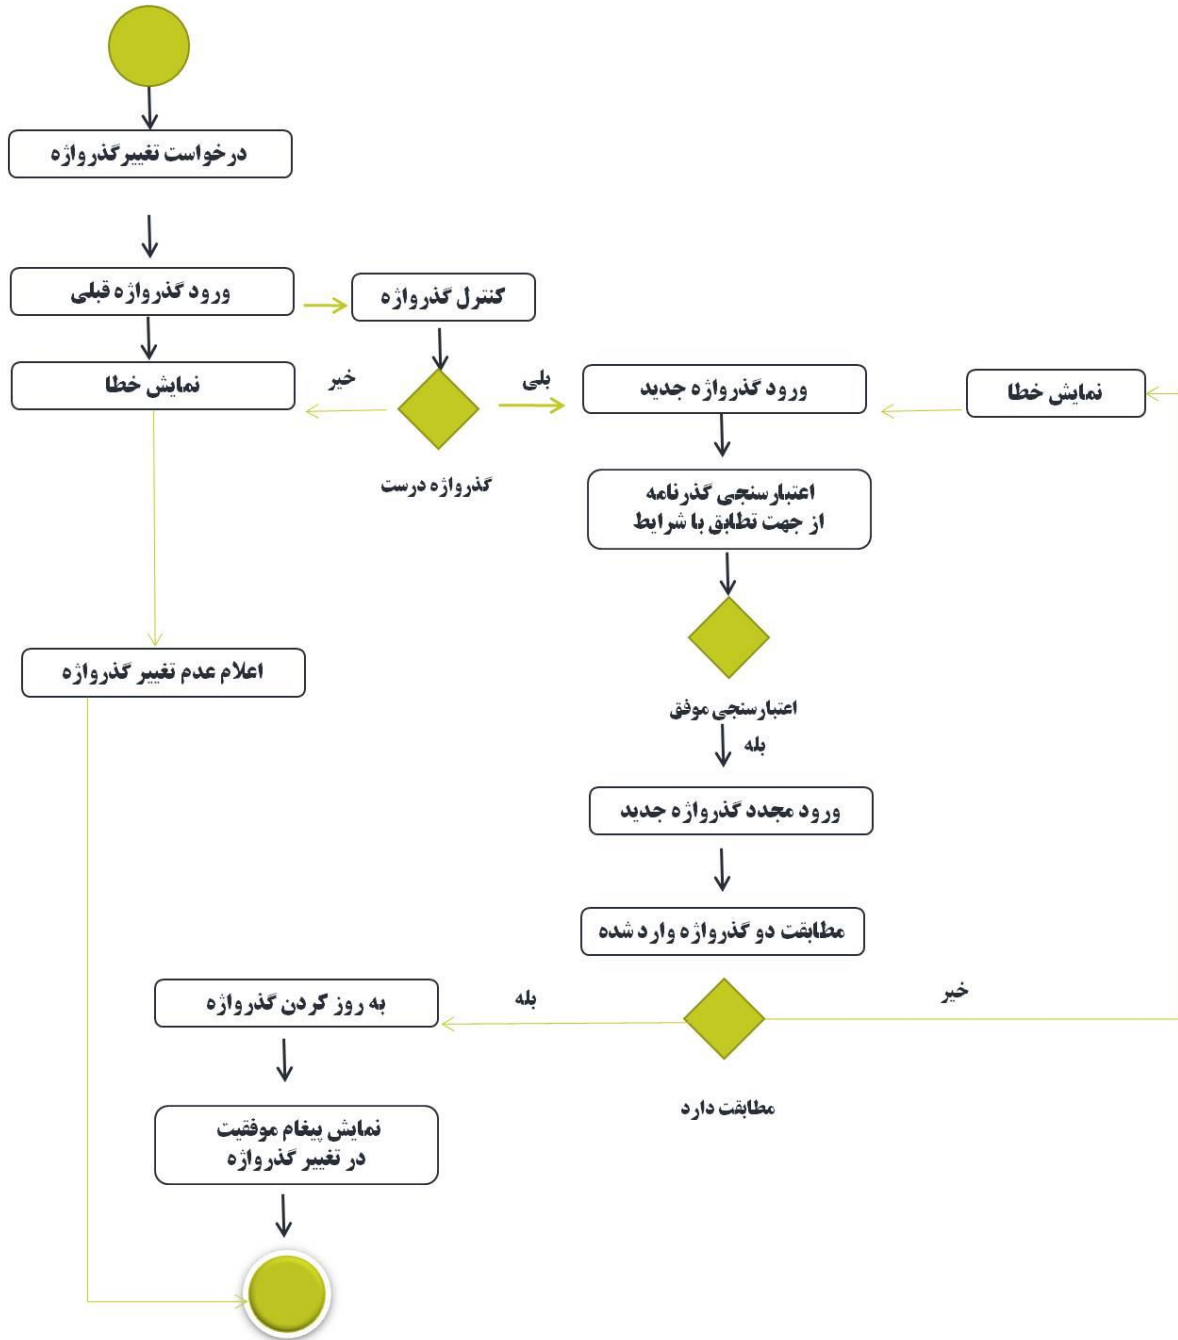 درخواست تغییرگذرواژه
ورود گذرواژه قبلی
کنترل گذرواژه
نمایش خطا
خیر
بلی
ورود گذرواژه جدید
نمایش خطا
گذرواژه درست
اعتبارسنجی گذرنامه
از جهت تطابق با شرایط
اعلام عدم تغییر گذرواژه
اعتبارسنجی موفق
بله
ورود مجدد گذرواژه جدید
مطابقت دو گذرواژه وارد شده
به روز کردن گذرواژه
بله
خیر
مطابقت دارد
نمایش پیغام موفقیت
در تغییر گذرواژه